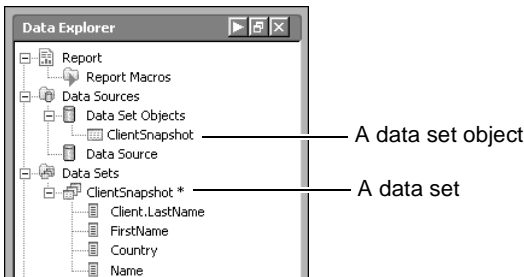 Data Explorer
Report
Report Macros
Data Sources
Data Set Objects
ClientSnapshot
A data set object
Data Source
Data Sets
ClientSnapshot *
A data set
Client.LastName
FirstName
Country
Name